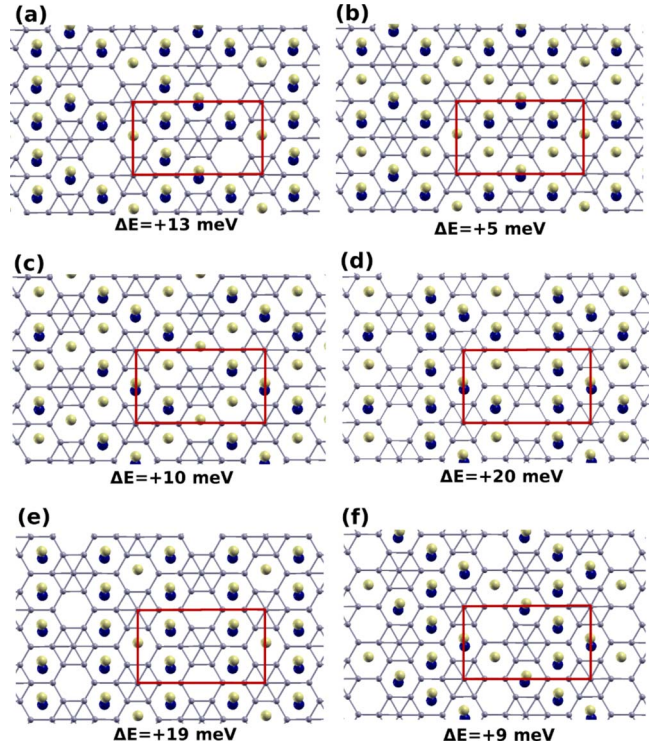 (a)
(b)
ΔE=+13 meV
ΔE=+5 meV
(c)
(d)
ΔE=+10 meV
ΔE=+20 meV
(e)
(f)
ΔE=+19 meV
ΔE=+9 meV